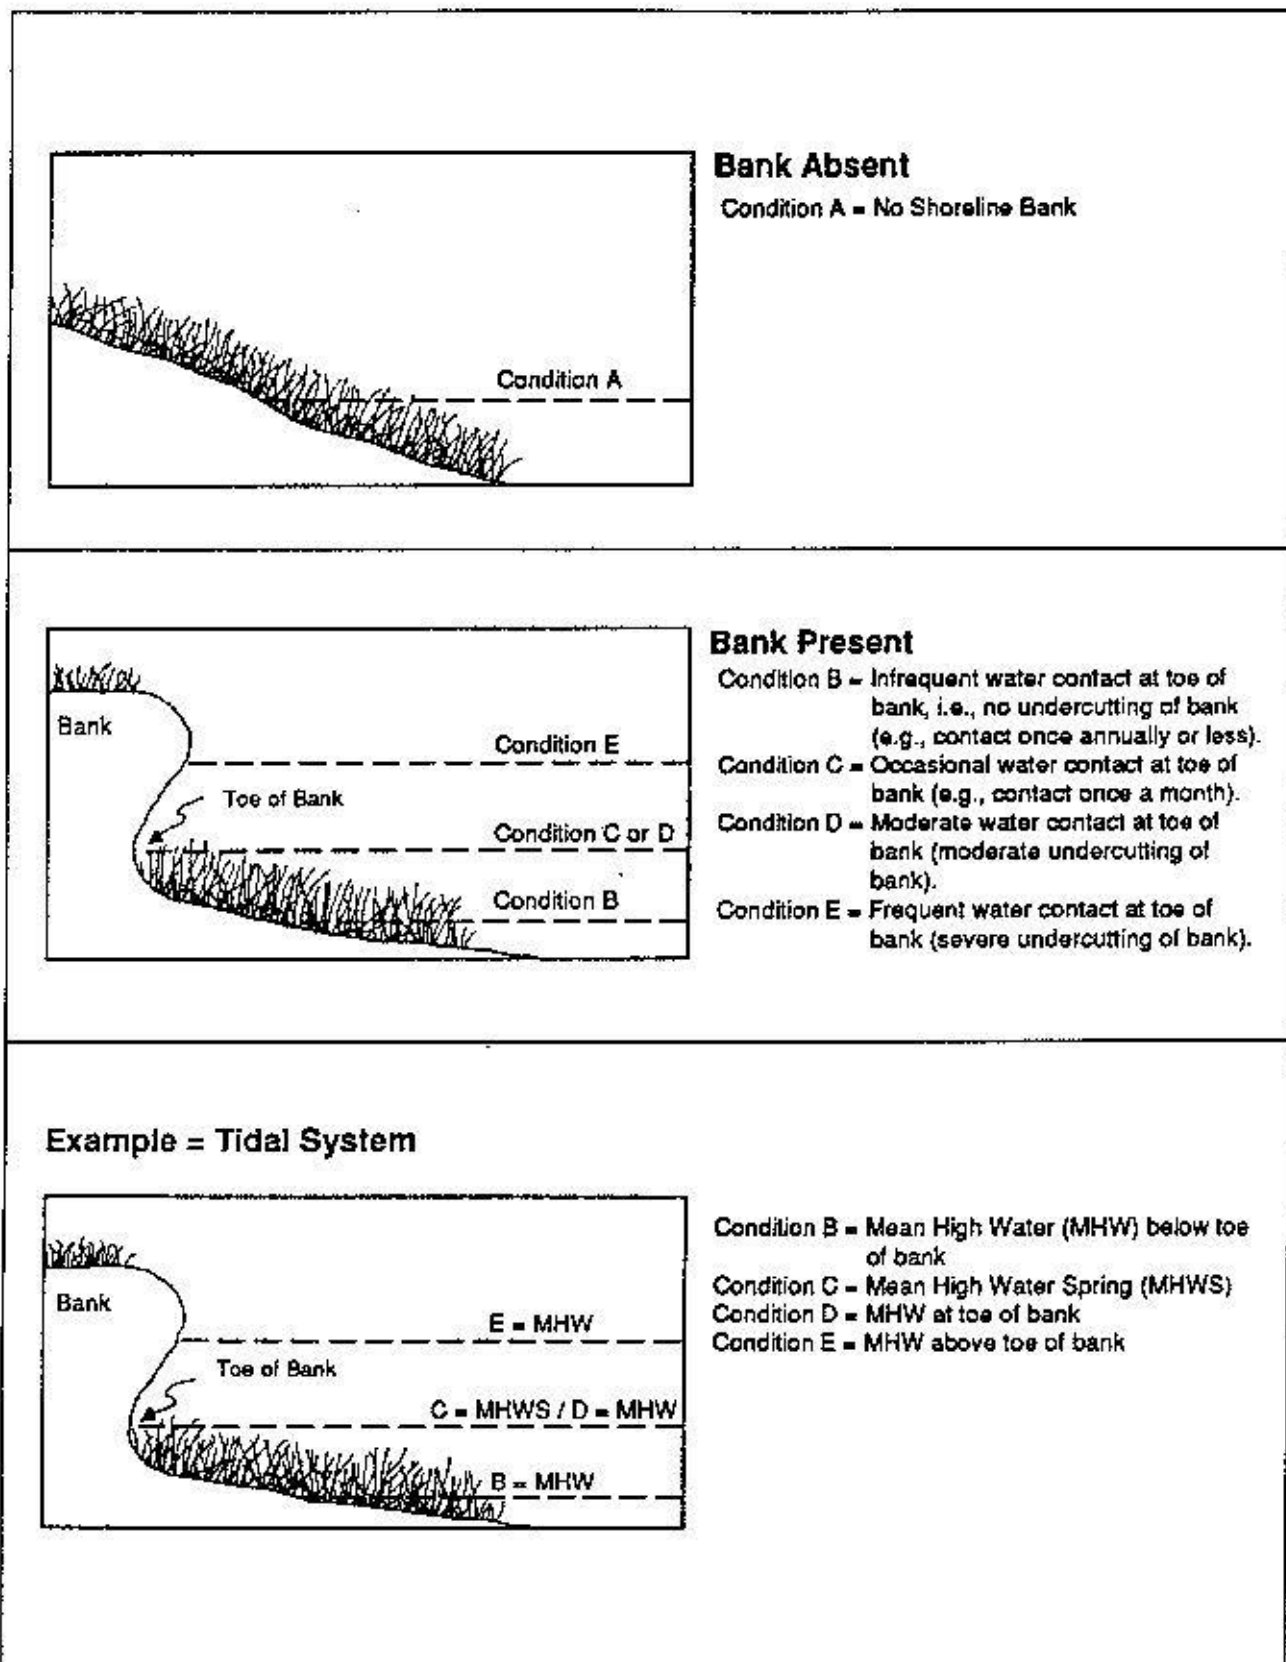 Bank Absent
Condition A = No Shoreline Bank
Condition A
Bank Present
Condition B = Infrequent water contact at toe of
bank, i.e., no undercutting of bank
(e.g., contact once annually or less).
Condition C = Occasional water contact at toe of
bank (e.g., contact once a month).
Condition D = Moderate water contact at toe of
bank (moderate undercutting of
bank).
Condition E = Frequent water contact at toe of
bank (severe undercutting of bank).
Bank
Condition E
Toe of Bank
Condition C or D
Condition B
Example = Tidal System
Condition B = Mean High Water (MHW) below toe
of bank
Condition C = Mean High Water Spring (MHWS)
Condition D = MHW at toe of bank
Condition E = MHW above toe of bank
Bank
E = MHW
Toe of Bank
C = MHWS / D = MHW
B = MHW